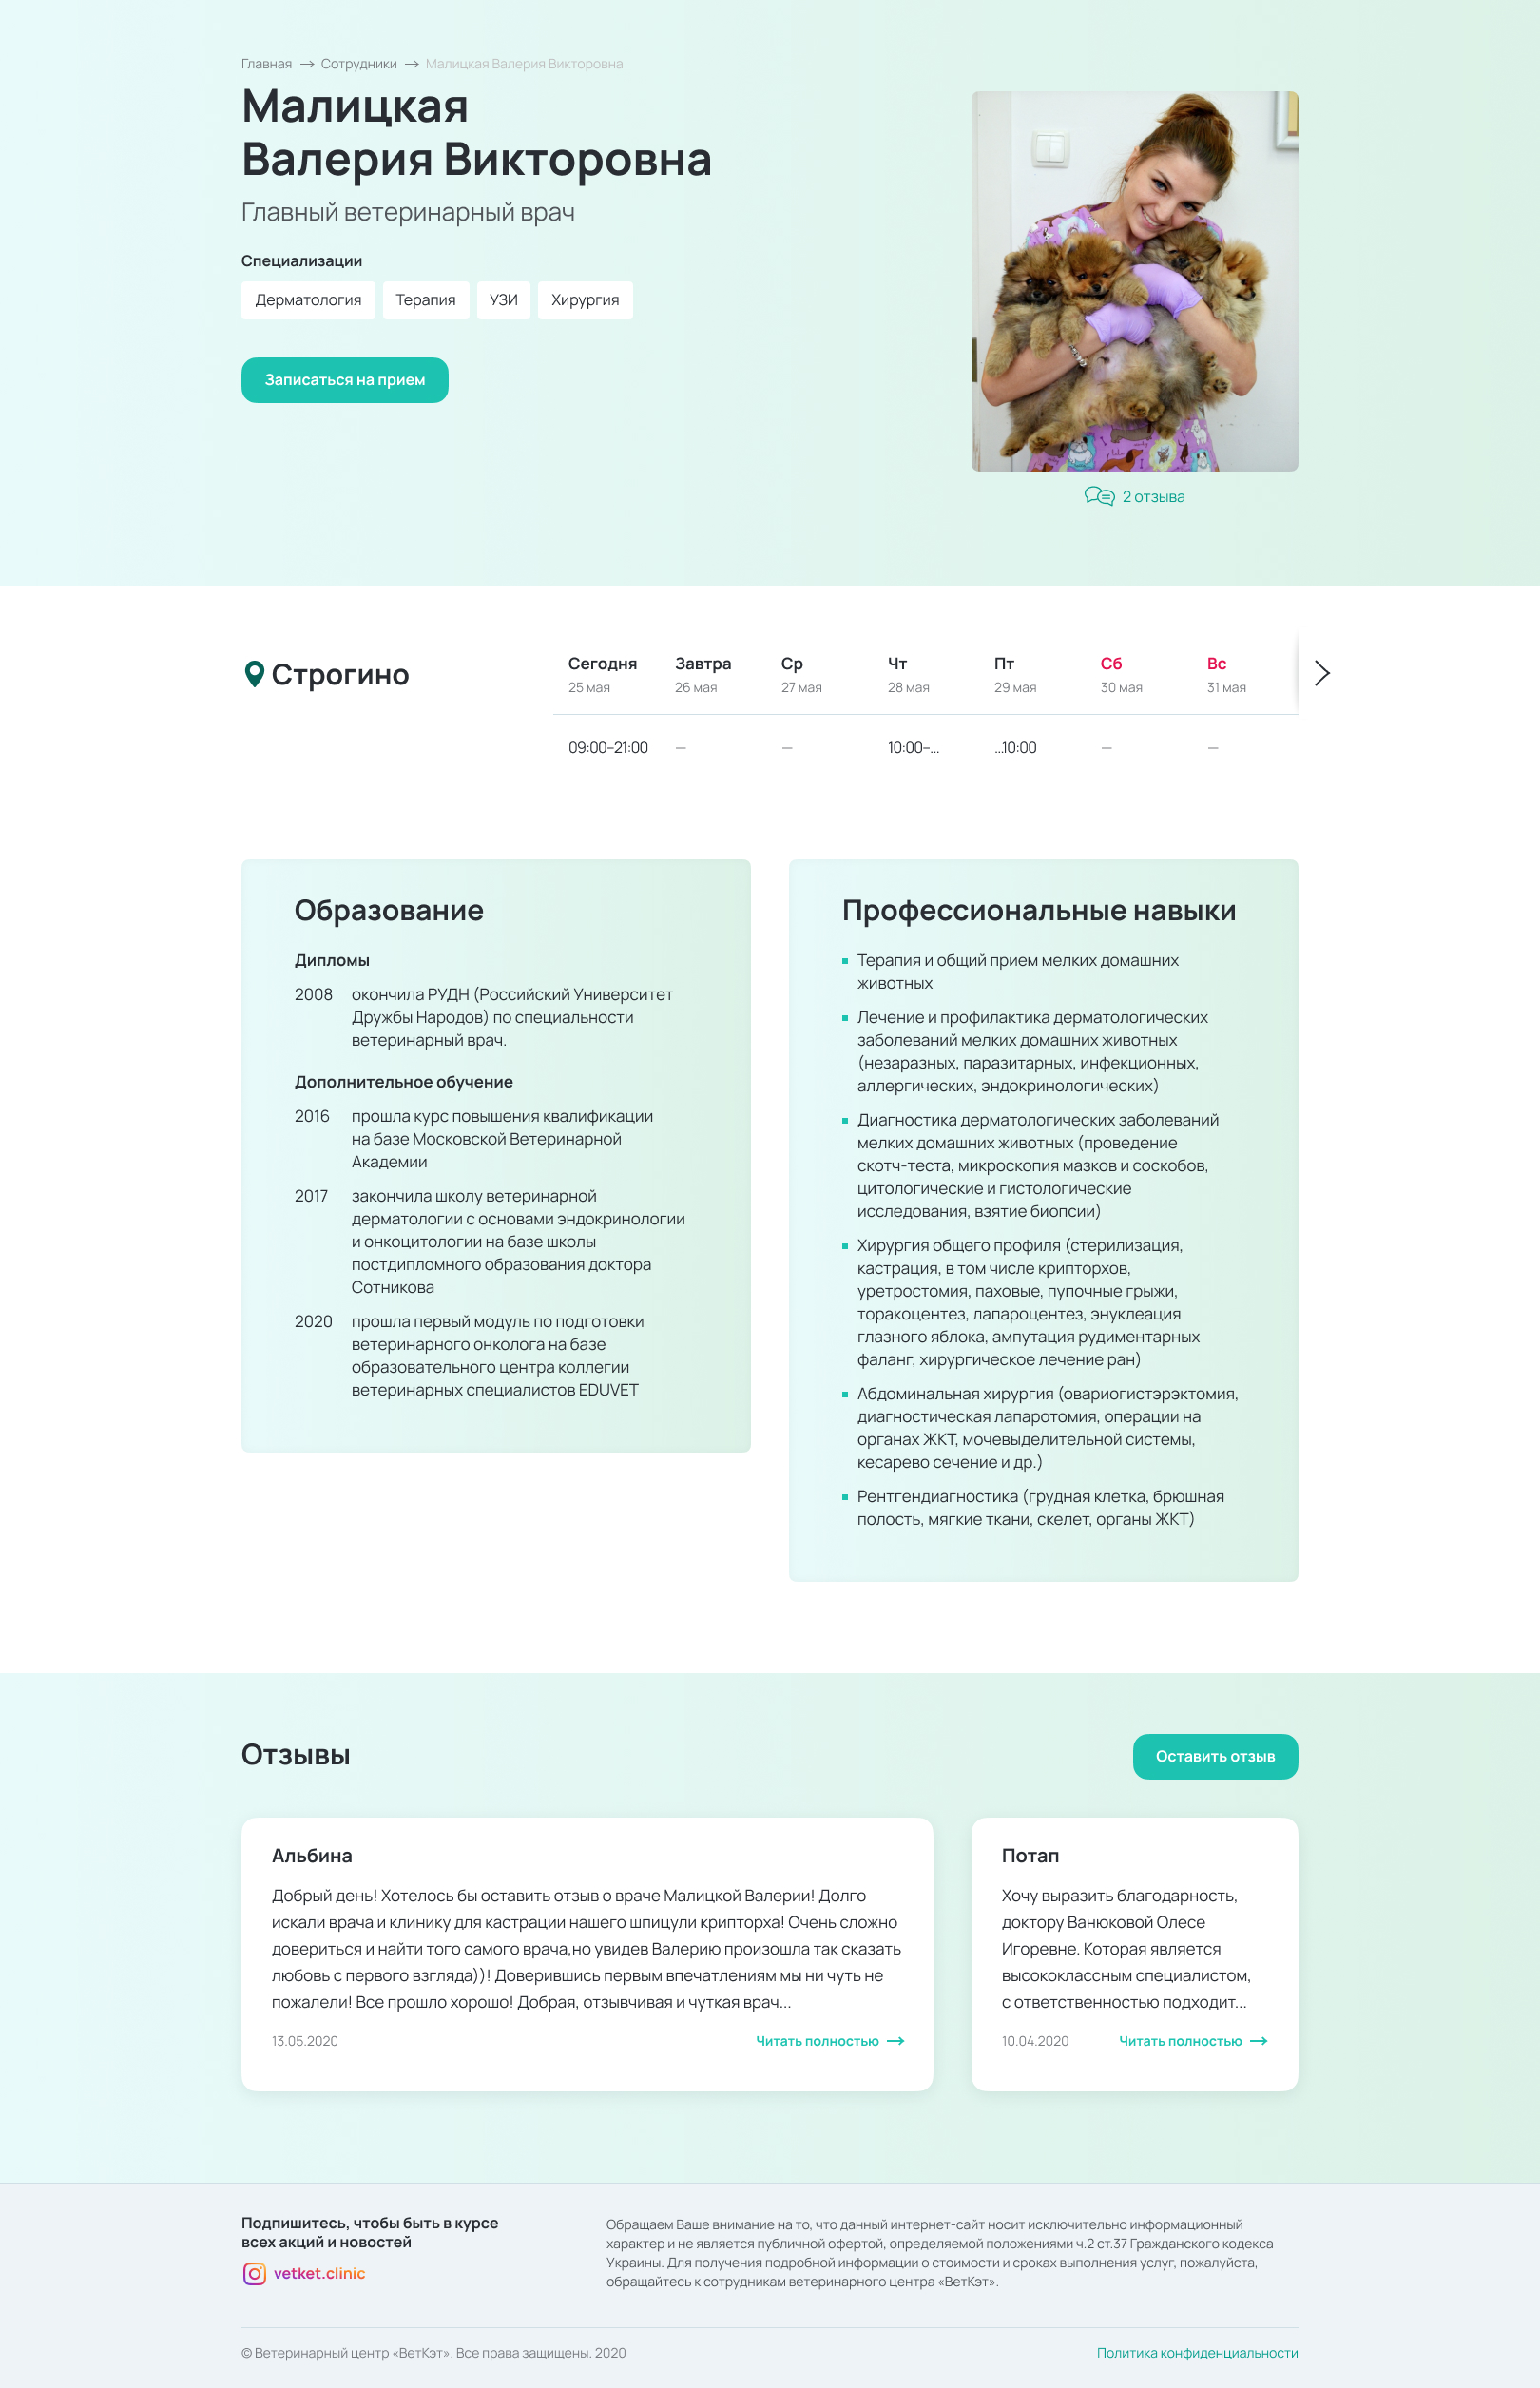 Главная → Сотрудники → Малицкая Валерия Викторовна
Малицкая
Валерия Викторовна
Главный ветеринарный врач
Специализации
Дерматология Терапия УЗИ Хирургия
Записаться на прием
2 отзыва
Строгино
Сегодня Завтра Ср Чт Пт Сб Вс
25 мая 26 мая 27 мая 28 мая 29 мая 30 мая 31 мая
09:00–21:00 — — 10:00–... ...10:00 — —
Образование
Дипломы
2008 окончила РУДН (Российский Университет
Дружбы Народов) по специальности
ветеринарный врач.
Дополнительное обучение
2016 прошла курс повышения квалификации
на базе Московской Ветеринарной
Академии
2017 закончила школу ветеринарной
дерматологии с основами эндокринологии
и онкоцитологии на базе школы
постдипломного образования доктора
Сотникова
2020 прошла первый модуль по подготовки
ветеринарного онколога на базе
образовательного центра коллегии
ветеринарных специалистов EDUVET
Профессиональные навыки
Терапия и общий прием мелких домашних
животных
Лечение и профилактика дерматологических
заболеваний мелких домашних животных
(незаразных, паразитарных, инфекционных,
аллергических, эндокринологических)
Диагностика дерматологических заболеваний
мелких домашних животных (проведение
скотч-теста, микроскопия мазков и соскобов,
цитологические и гистологические
исследования, взятие биопсии)
Хирургия общего профиля (стерилизация,
кастрация, в том числе крипторхов,
уретростомия, паховые, пупочные грыжи,
торакоцентез, лапароцентез, энуклеация
глазного яблока, ампутация рудиментарных
фаланг, хирургическое лечение ран)
Абдоминальная хирургия (овариогистэрэктомия,
диагностическая лапаротомия, операции на
органах ЖКТ, мочевыделительной системы,
кесарево сечение и др.)
Рентгендиагностика (грудная клетка, брюшная
полость, мягкие ткани, скелет, органы ЖКТ)
Отзывы
Оставить отзыв
Альбина
Добрый день! Хотелось бы оставить отзыв о враче Малицкой Валерии! Долго
искали врача и клинику для кастрации нашего шпицули крипторха! Очень сложно
довериться и найти того самого врача,но увидев Валерию произошла так сказать
любовь с первого взгляда))! Доверившись первым впечатлениям мы ни чуть не
пожалели! Все прошло хорошо! Добрая, отзывчивая и чуткая врач...
13.05.2020 Читать полностью →
Потап
Хочу выразить благодарность,
доктору Ванюковой Олесе
Игоревне. Которая является
высококлассным специалистом,
с ответственностью подходит...
10.04.2020 Читать полностью →
Подпишитесь, чтобы быть в курсе
всех акций и новостей
vetket.clinic
Обращаем Ваше внимание на то, что данный интернет-сайт носит исключительно информационный
характер и не является публичной офертой, определяемой положениями ч.2 ст.37 Гражданского кодекса
Украины. Для получения подробной информации о стоимости и сроках выполнения услуг, пожалуйста,
обращайтесь к сотрудникам ветеринарного центра «ВетКэт».
© Ветеринарный центр «ВетКэт». Все права защищены. 2020
Политика конфиденциальности